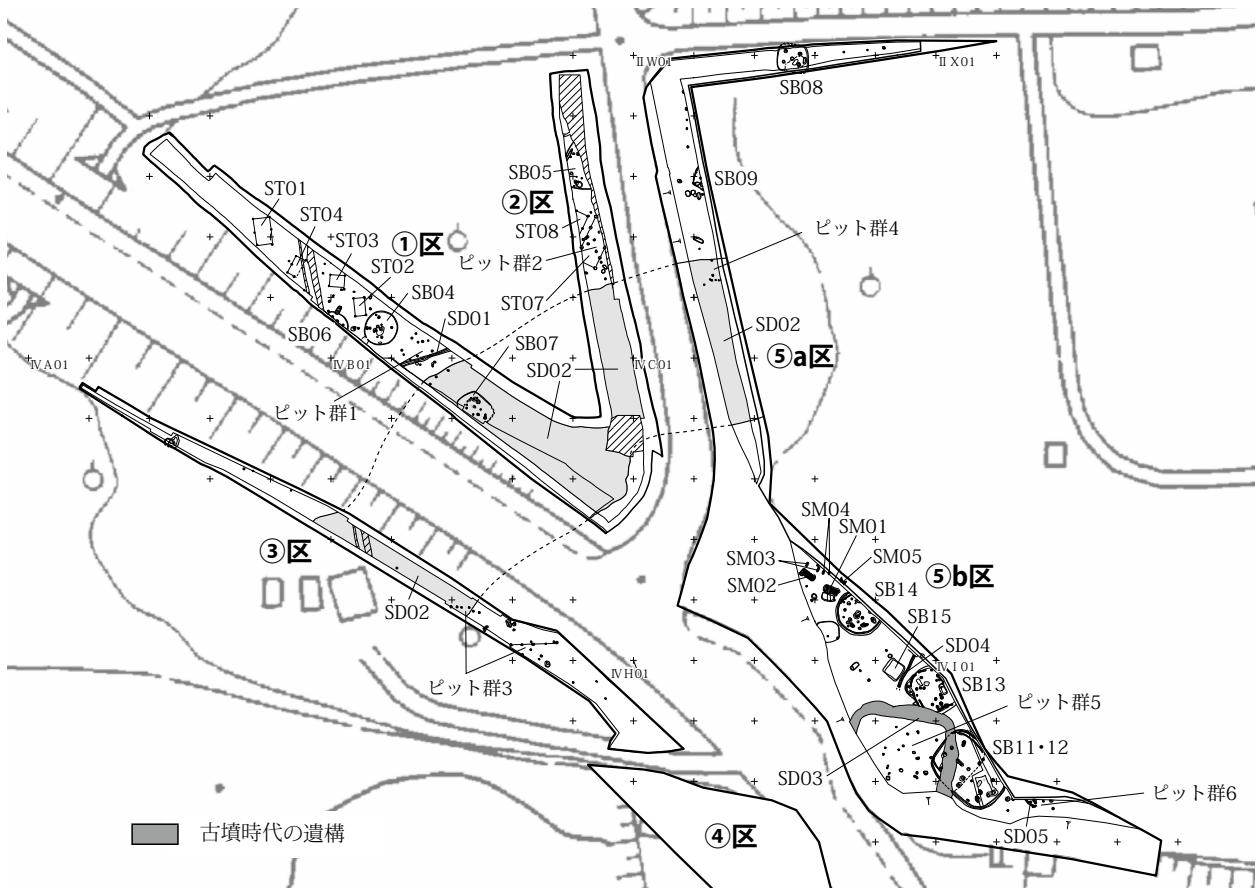 ⅡW01
ⅡX01
SB08
SB05
②区
ST08
ピット群2
ST07
SB09
ピット群4
ST01
ST04
ST03
①区
ST02
SB04
SD01
SB06
SB07
SD02
ⅣA01
ⅣB01
ⅣC01
ピット群1
SD02
⑤a区
③区
SD02
ピット群3
ⅣH01
SM04
SM01
SM03
SM05
SM02
⑤b区
SB14
SB15
SD04
ⅣI01
SB13
ピット群5
SB11・12
SD03
ピット群6
SD05
④区
古墳時代の遺構